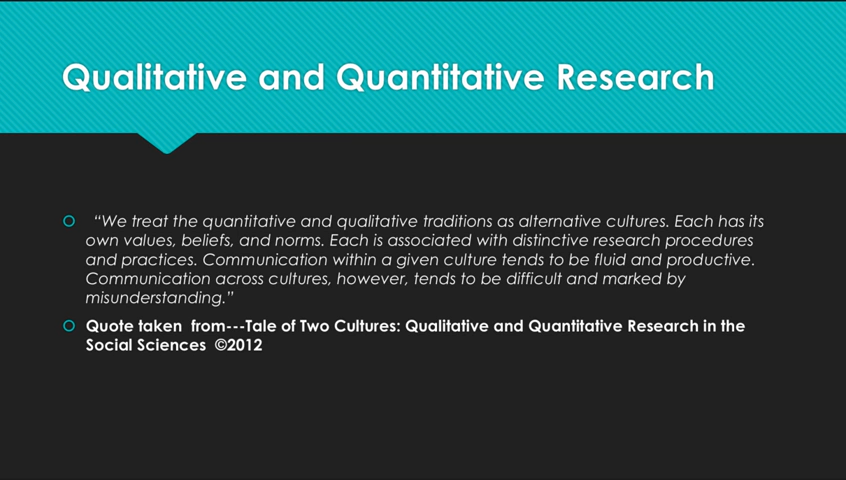 Qualitative and Quantitative Research
“We treat the quantitative and qualitative traditions as alternative cultures. Each has its
own values, beliefs, and norms. Each is associated with distinctive research procedures
and practices. Communication within a given culture tends to be fluid and productive.
Communication across cultures, however, tends to be difficult and marked by
misunderstanding.”
Quote taken from---Tale of Two Cultures: Qualitative and Quantitative Research in the
Social Sciences ©2012